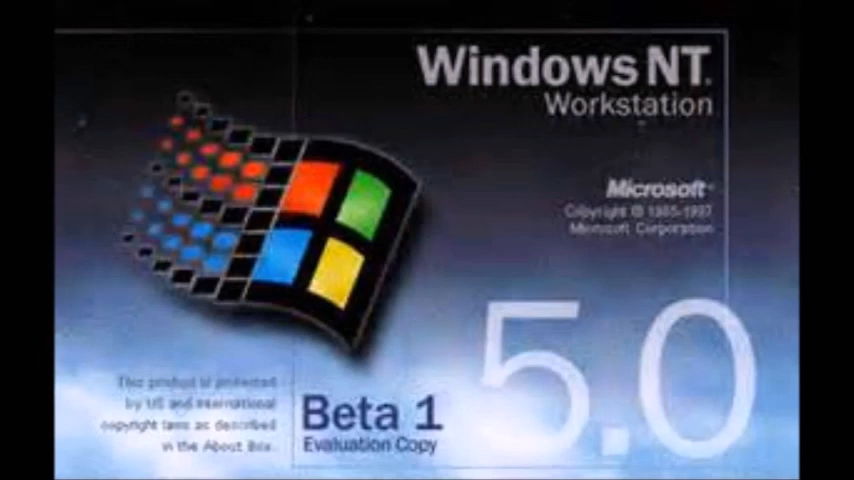 Windows NT.
Workstation
Microsoft
Copyright © 1985-1997
Microsoft Corporation
5.0
This product is protected
by US and International
copyright laws as described
in the About Box.
Beta 1
Evaluation Copy